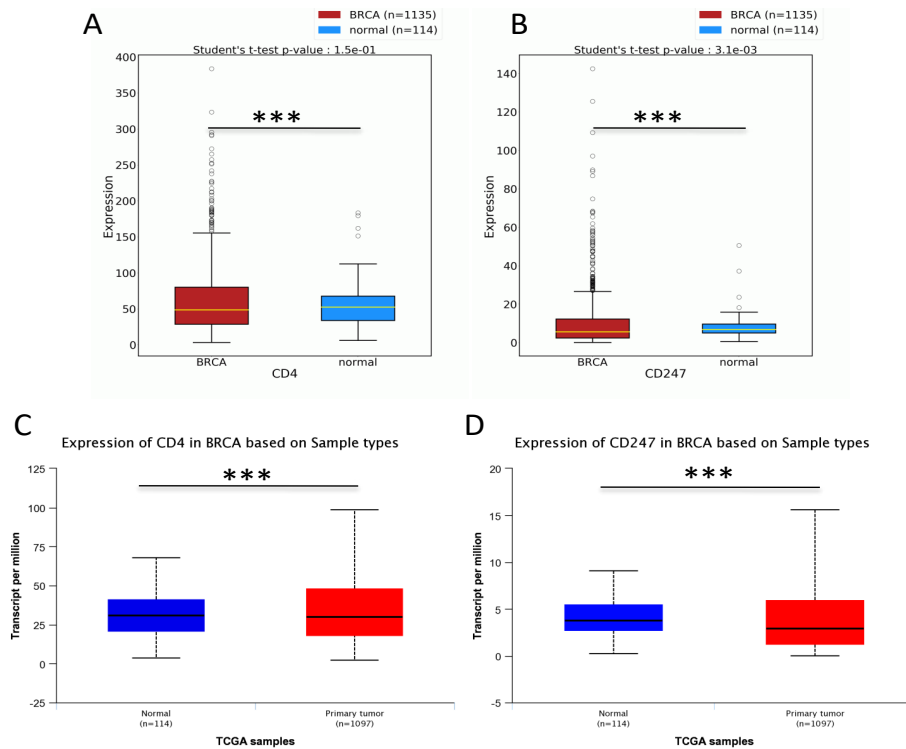 A
BRCA (n=1135)
normal (n=114)
Student's t-test p-value : 1.5e-01
400
350
300
250
200
150
100
50
0
Expression
***
BRCA
normal
CD4
B
BRCA (n=1135)
normal (n=114)
Student's t-test p-value : 3.1e-03
140
120
100
80
60
40
20
0
Expression
***
BRCA
normal
CD247
C
Expression of CD4 in BRCA based on Sample types
125
100
75
50
25
0
-25
Transcript per million
***
Normal
(n=114)
Primary tumor
(n=1097)
TCGA samples
D
Expression of CD247 in BRCA based on Sample types
20
15
10
5
0
-5
Transcript per million
***
Normal
(n=114)
Primary tumor
(n=1097)
TCGA samples